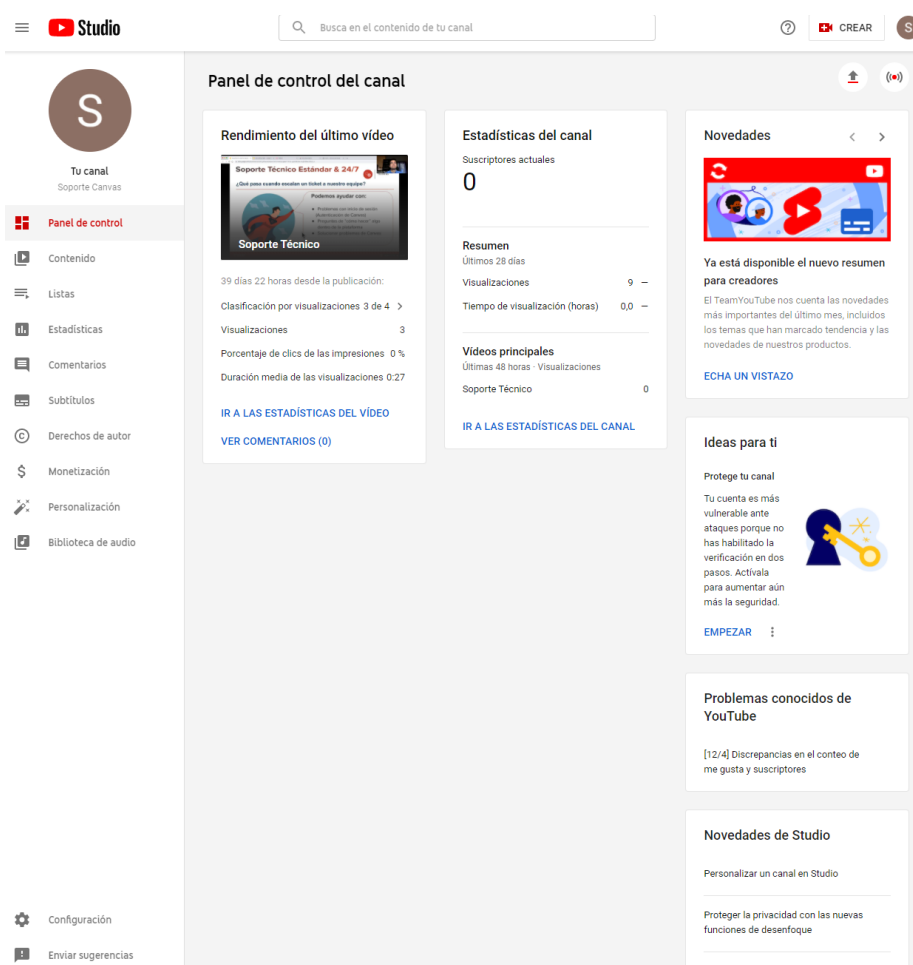 Studio
Busca en el contenido de tu canal
CREAR
S
S
Tu canal
Soporte Canvas
Panel de control
Contenido
Listas
Estadísticas
Comentarios
Subtítulos
Derechos de autor
Monetización
Personalización
Biblioteca de audio
Configuración
Enviar sugerencias
Panel de control del canal
Rendimiento del último vídeo
Soporte Técnico Estándar & 24/7
¿Qué pasa cuando escalan un ticket a nuestro equipo?
Podemos ayudar con:
Soporte Técnico
39 días 22 horas desde la publicación:
Clasificación por visualizaciones 3 de 4
Visualizaciones 3
Porcentaje de clics de las impresiones 0 %
Duración media de las visualizaciones 0:27
IR A LAS ESTADÍSTICAS DEL VÍDEO
VER COMENTARIOS (0)
Estadísticas del canal
Suscriptores actuales
0
Resumen
Últimos 28 días
Visualizaciones 9 —
Tiempo de visualización (horas) 0,0 —
Vídeos principales
Últimas 48 horas · Visualizaciones
Soporte Técnico 0
IR A LAS ESTADÍSTICAS DEL CANAL
Novedades
Ya está disponible el nuevo resumen
para creadores
El TeamYouTube nos cuenta las novedades
más importantes del último mes, incluidos
los temas que han marcado tendencia y las
novedades de nuestros productos.
ECHA UN VISTAZO
Ideas para ti
Protege tu canal
Tu cuenta es más
vulnerable ante
ataques porque no
has habilitado la
verificación en dos
pasos. Actívala
para aumentar aún
más la seguridad.
EMPEZAR
Problemas conocidos de
YouTube
[12/4] Discrepancias en el conteo de
me gusta y suscriptores
Novedades de Studio
Personalizar un canal en Studio
Proteger la privacidad con las nuevas
funciones de desenfoque